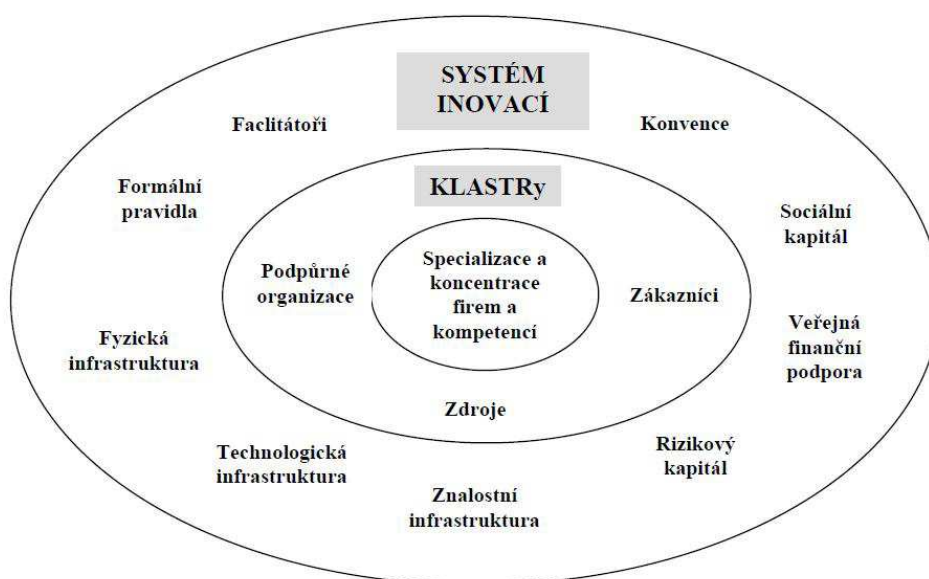 SYSTÉM
INOVACÍ
Faclitátoři
Konvence
Formální
pravidla
KLASTRy
Sociální
kapitál
Podpůrné
organizace
Specializace a
koncentrace
firem a
kompetencí
Zákazníci
Fyzická
infrastruktura
Veřejná
finanční
podpora
Zdroje
Technologická
infrastruktura
Rizikový
kapitál
Znalostní
infrastruktura